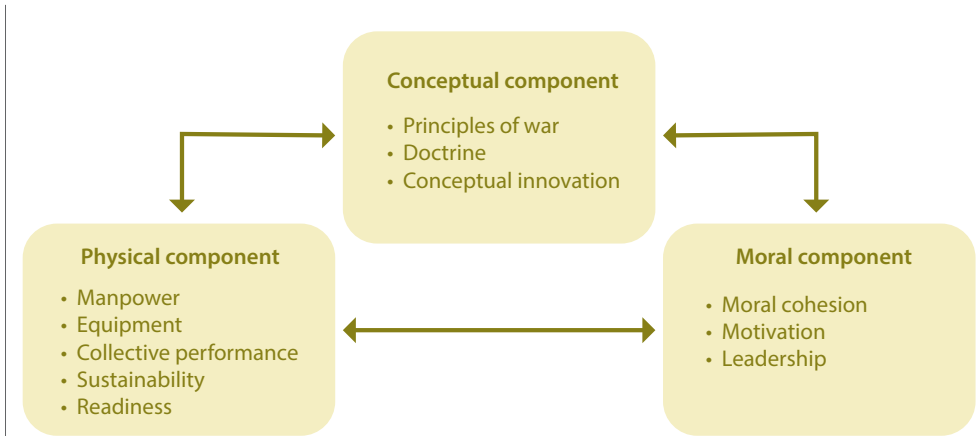 Conceptual component
• Principles of war
• Doctrine
• Conceptual innovation
Physical component
• Manpower
• Equipment
• Collective performance
• Sustainability
• Readiness
Moral component
• Moral cohesion
• Motivation
• Leadership